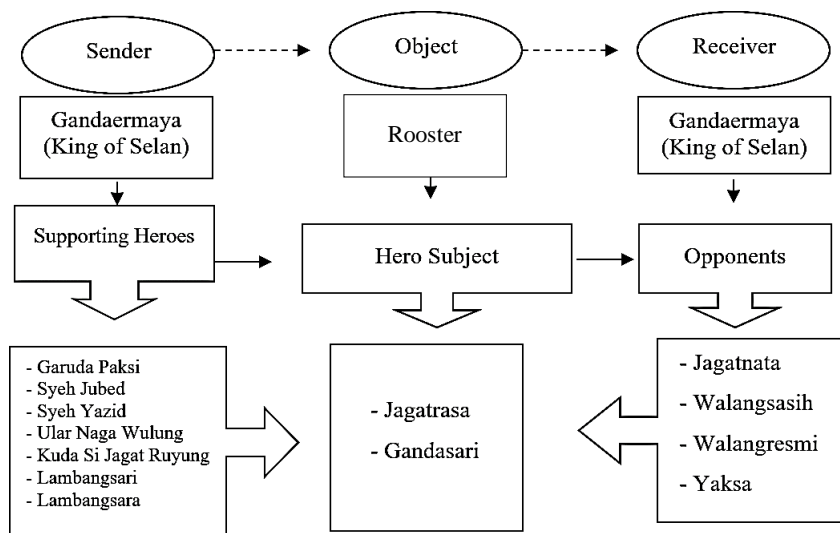 Sender
Object
Receiver
Gandaermaya
(King of Selan)
Rooster
Gandaermaya
(King of Selan)
Supporting Heroes
Hero Subject
Opponents
- Garuda Paksi
- Syeh Jubed
- Syeh Yazid
- Ular Naga Wulung
- Kuda Si Jagat Ruyung
- Lambangsari
- Lambangsara
- Jagatrasa
- Gandasari
- Jagatnata
- Walangsasih
- Walangresmi
- Yaksa